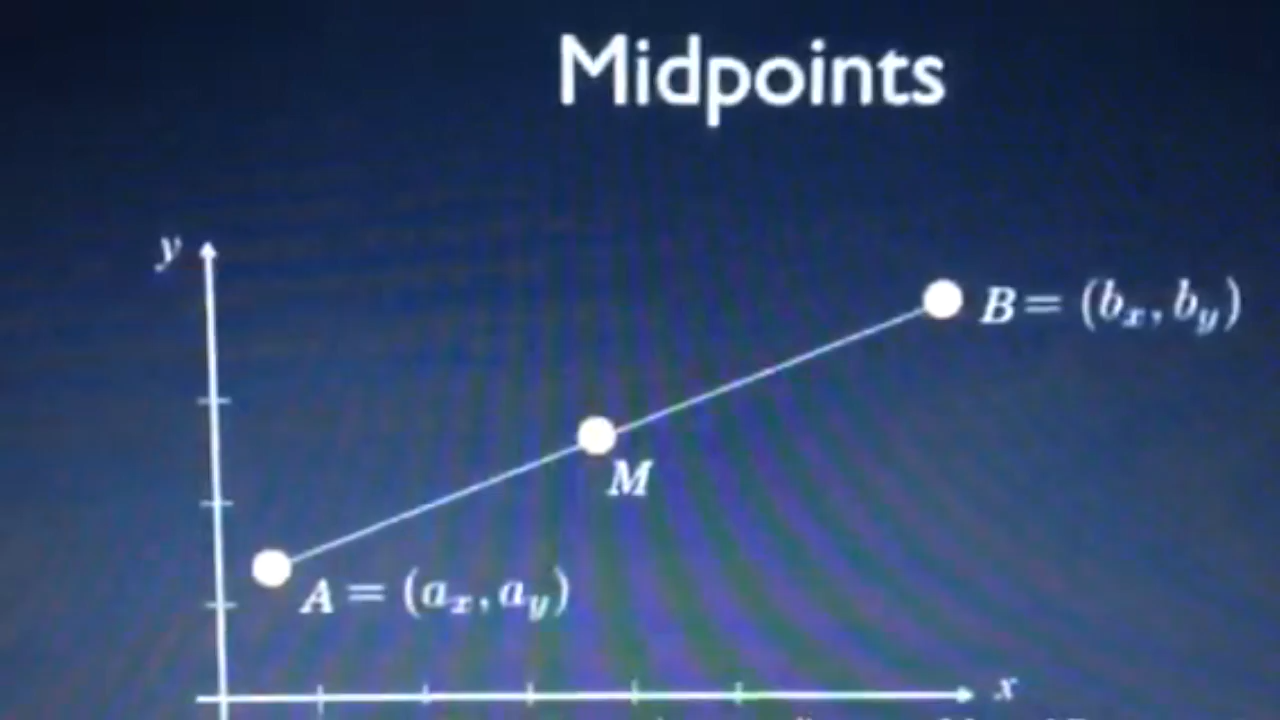 Midpoints
y
B = (b_x, b_y)
M
A = (a_x, a_y)
x